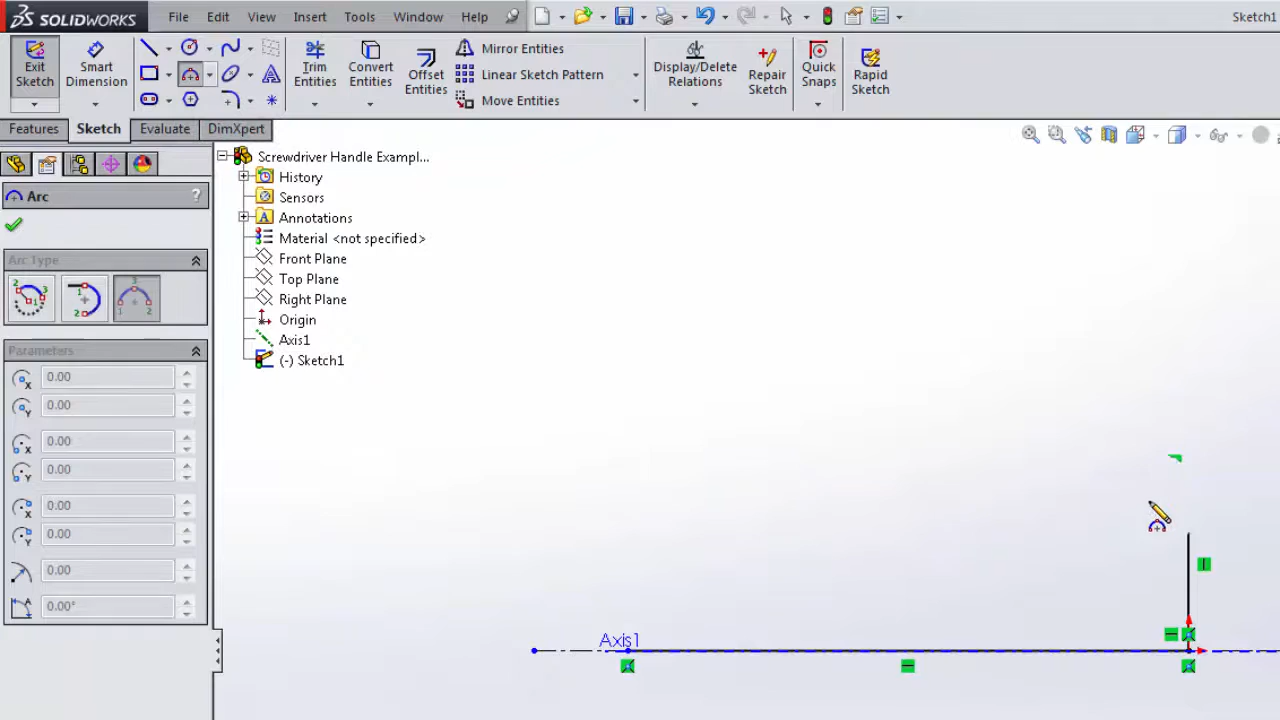 SOLIDWORKS File Edit View Insert Tools Window Help Sketch1
Exit Sketch
Smart Dimension
Trim Entities
Convert Entities
Offset Entities
Mirror Entities
Linear Sketch Pattern
Move Entities
Display/Delete Relations
Repair Sketch
Quick Snaps
Rapid Sketch
Features Sketch Evaluate DimXpert
Arc ?
Arc Type
Parameters
0.00
0.00
0.00
0.00
0.00
0.00
0.00
0.00°
Screwdriver Handle Exampl...
History
Sensors
Annotations
Material <not specified>
Front Plane
Top Plane
Right Plane
Origin
Axis1
(-) Sketch1
Axis1